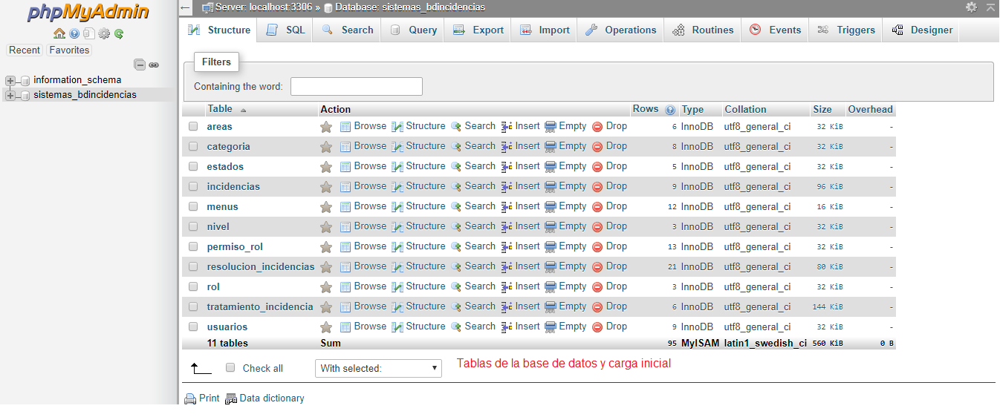 phpMyAdmin
Server: localhost:3306 » Database: sistemas_bdincidencias
Structure SQL Search Query Export Import Operations Routines Events Triggers Designer
Recent Favorites
information_schema
sistemas_bdincidencias
Filters
Containing the word:
Table Action Rows Type Collation Size Overhead
areas Browse Structure Search Insert Empty Drop 6 InnoDB utf8_general_ci 32 KiB -
categoria Browse Structure Search Insert Empty Drop 8 InnoDB utf8_general_ci 32 KiB -
estados Browse Structure Search Insert Empty Drop 5 InnoDB utf8_general_ci 32 KiB -
incidencias Browse Structure Search Insert Empty Drop 9 InnoDB utf8_general_ci 96 KiB -
menus Browse Structure Search Insert Empty Drop 12 InnoDB utf8_general_ci 16 KiB -
nivel Browse Structure Search Insert Empty Drop 3 InnoDB utf8_general_ci 32 KiB -
permiso_rol Browse Structure Search Insert Empty Drop 13 InnoDB utf8_general_ci 32 KiB -
resolucion_incidencias Browse Structure Search Insert Empty Drop 21 InnoDB utf8_general_ci 80 KiB -
rol Browse Structure Search Insert Empty Drop 3 InnoDB utf8_general_ci 32 KiB -
tratamiento_incidencia Browse Structure Search Insert Empty Drop 6 InnoDB utf8_general_ci 144 KiB -
usuarios Browse Structure Search Insert Empty Drop 9 InnoDB utf8_general_ci 32 KiB -
11 tables Sum 95 MyISAM latin1_swedish_ci 560 KiB 0 B
Check all With selected: Tablas de la base de datos y carga inicial
Print Data dictionary